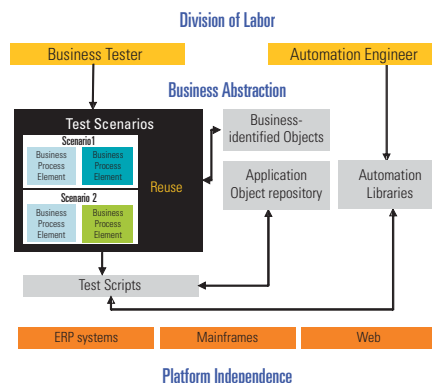 Division of Labor
Business Tester
Automation Engineer
Business Abstraction
Test Scenarios
Scenario1
Business
Process
Element
Business
Process
Element
Scenario 2
Business
Process
Element
Business
Process
Element
Reuse
Business-
identified Objects
Application
Object repository
Automation
Libraries
Test Scripts
ERP systems
Mainframes
Web
Platform Independence